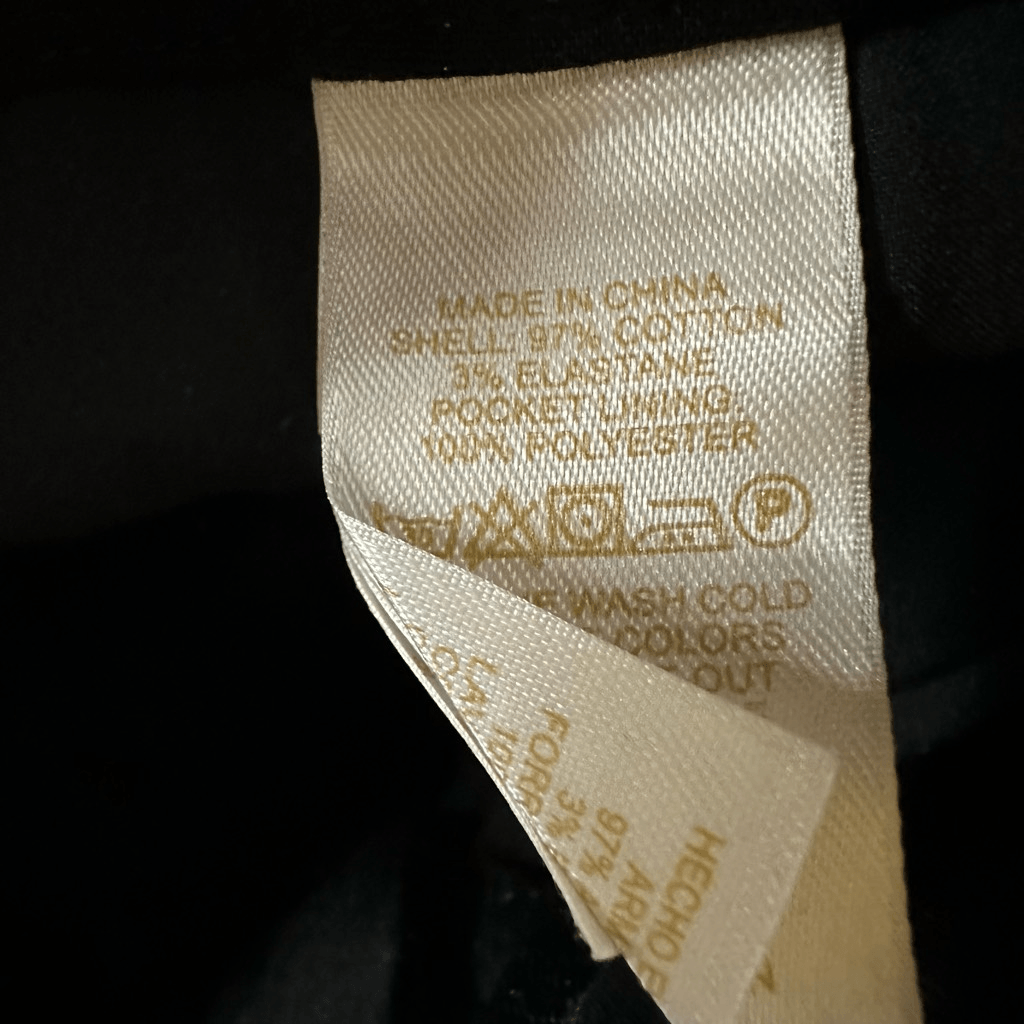 MADE IN CHINA
SHELL: 97% COTTON
3% ELASTANE
POCKET LINING:
100% POLYESTER
P
WASH COLD
COLORS
OUT
HECHO
97%
3%